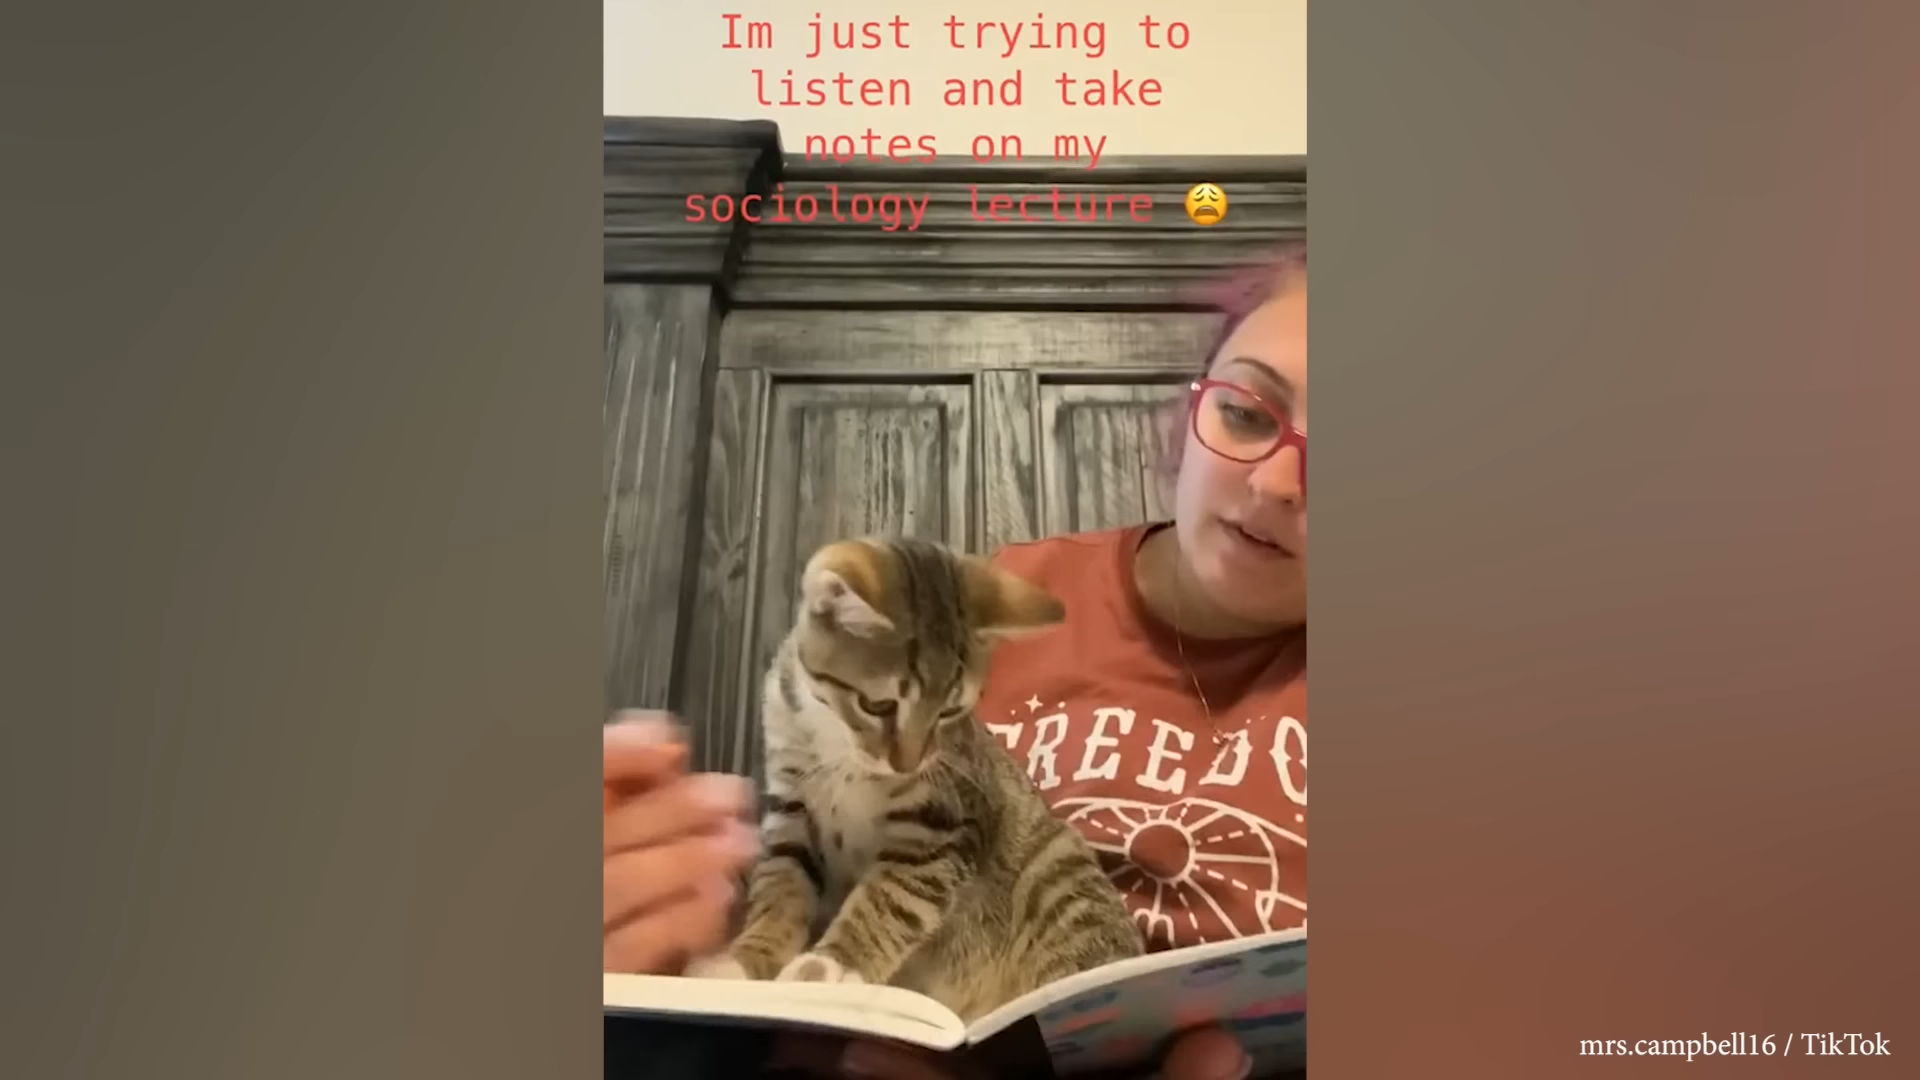 Im just trying to
listen and take
notes on my
sociology lecture 😩
FREEDO
mrs.campbell16 / TikTok